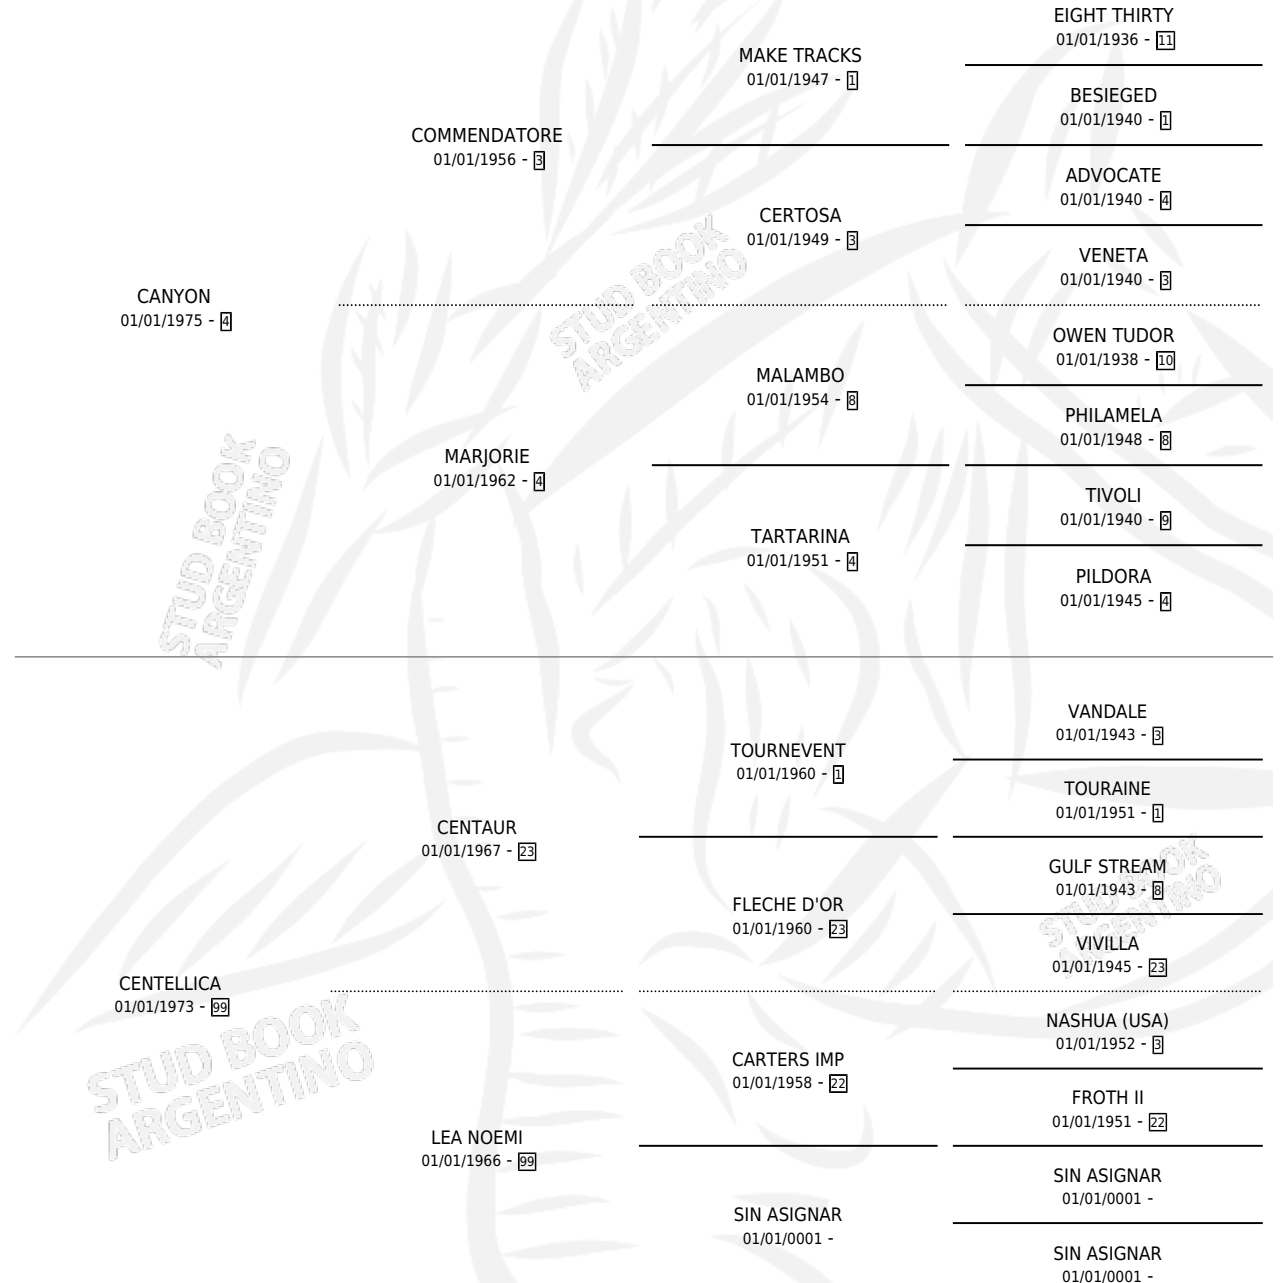 EIGHT THIRTY
01/01/1936 - 11
MAKE TRACKS
01/01/1947 - 1
BESIEGED
01/01/1940 - 1
COMMENDATORE
01/01/1956 - 3
ADVOCATE
01/01/1940 - 4
CERTOSA
01/01/1949 - 3
VENETA
01/01/1940 - 3
CANYON
01/01/1975 - 4
OWEN TUDOR
01/01/1938 - 10
MALAMBO
01/01/1954 - 8
PHILAMELA
01/01/1948 - 8
MARJORIE
01/01/1962 - 4
TIVOLI
01/01/1940 - 9
TARTARINA
01/01/1951 - 4
PILDORA
01/01/1945 - 4
STUD BOOK
ARGENTINO
STUD BOOK
ARGENTINO
VANDALE
01/01/1943 - 3
TOURNEVENT
01/01/1960 - 1
TOURAINE
01/01/1951 - 1
CENTAUR
01/01/1967 - 23
GULF STREAM
01/01/1943 - 8
FLECHE D'OR
01/01/1960 - 23
VIVILLA
01/01/1945 - 23
CENTELLICA
01/01/1973 - 99
NASHUA (USA)
01/01/1952 - 3
CARTERS IMP
01/01/1958 - 22
FROTH II
01/01/1951 - 22
LEA NOEMI
01/01/1966 - 99
SIN ASIGNAR
01/01/0001 -
SIN ASIGNAR
01/01/0001 -
SIN ASIGNAR
01/01/0001 -
STUD BOOK
ARGENTINO
STUD BOOK
ARGENTINO